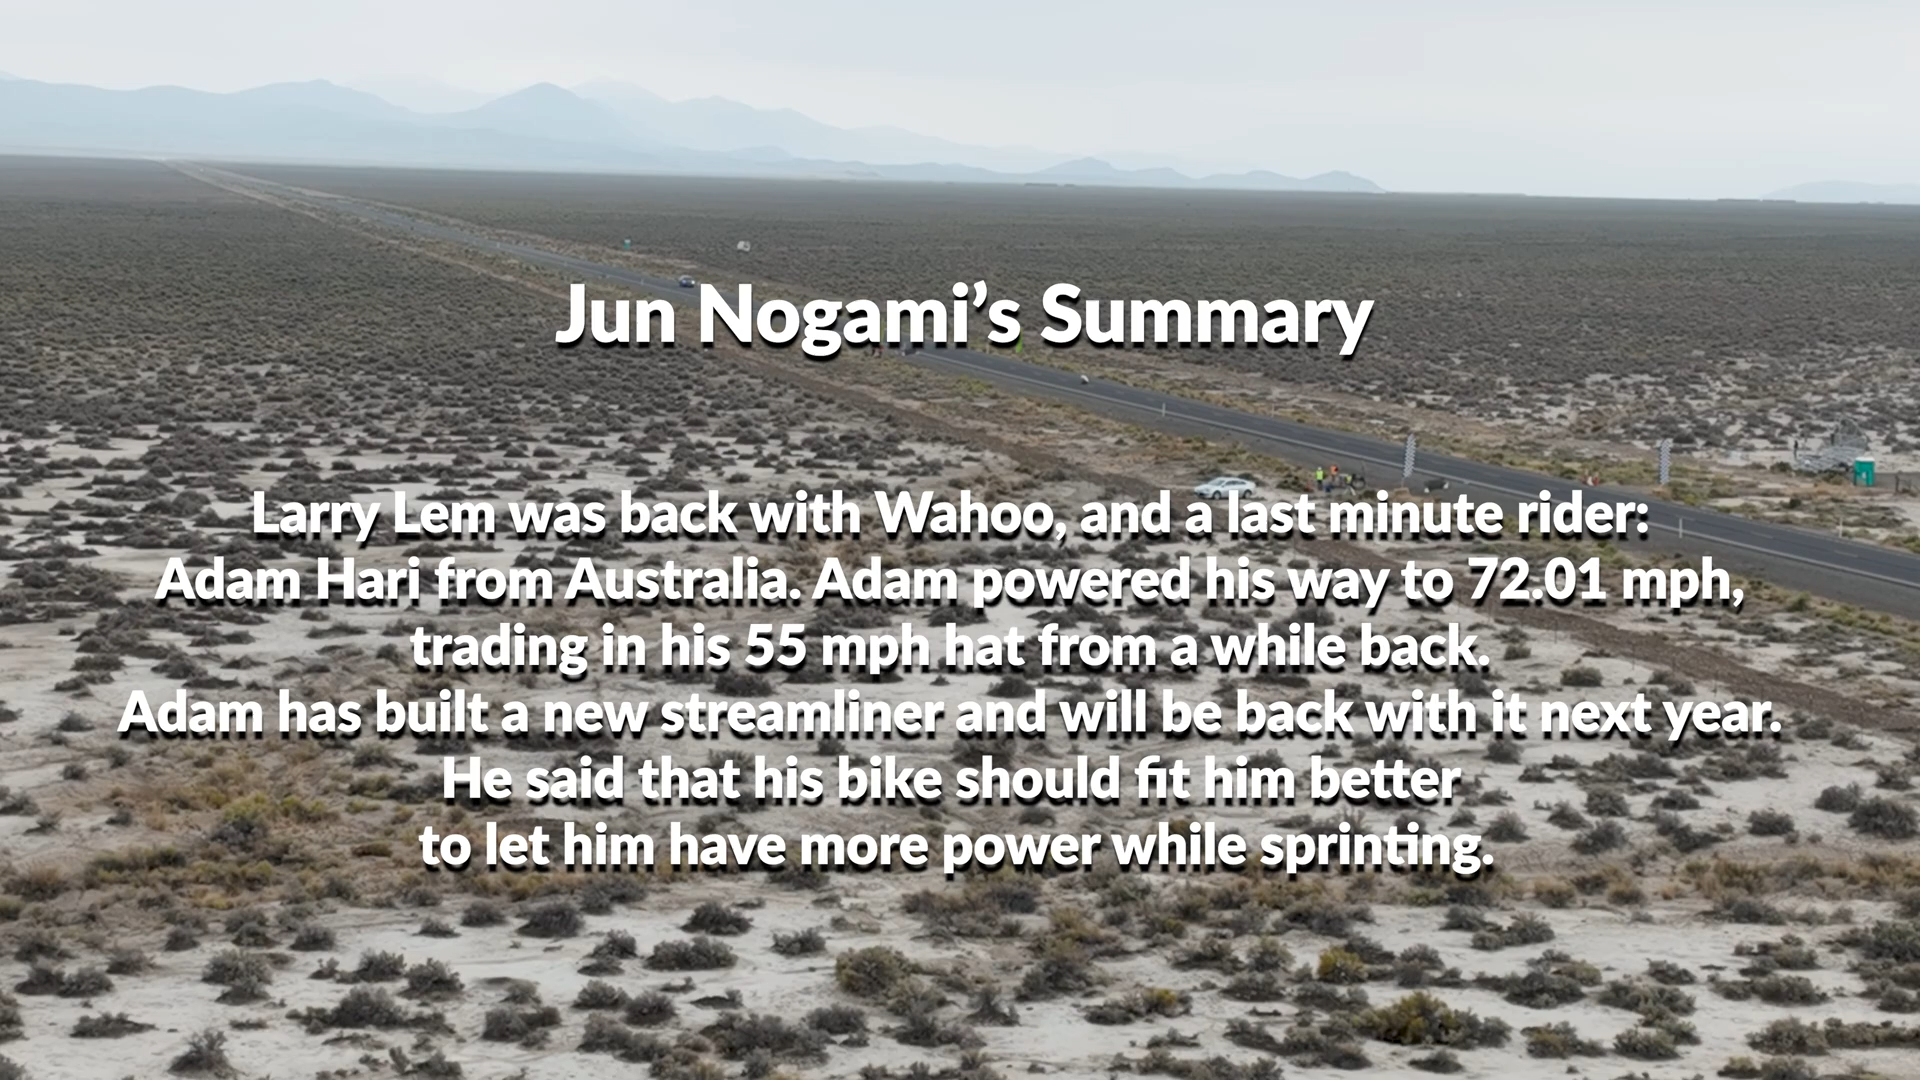 Jun Nogami’s Summary
Larry Lem was back with Wahoo, and a last minute rider:
Adam Hari from Australia. Adam powered his way to 72.01 mph,
trading in his 55 mph hat from a while back.
Adam has built a new streamliner and will be back with it next year.
He said that his bike should fit him better
to let him have more power while sprinting.